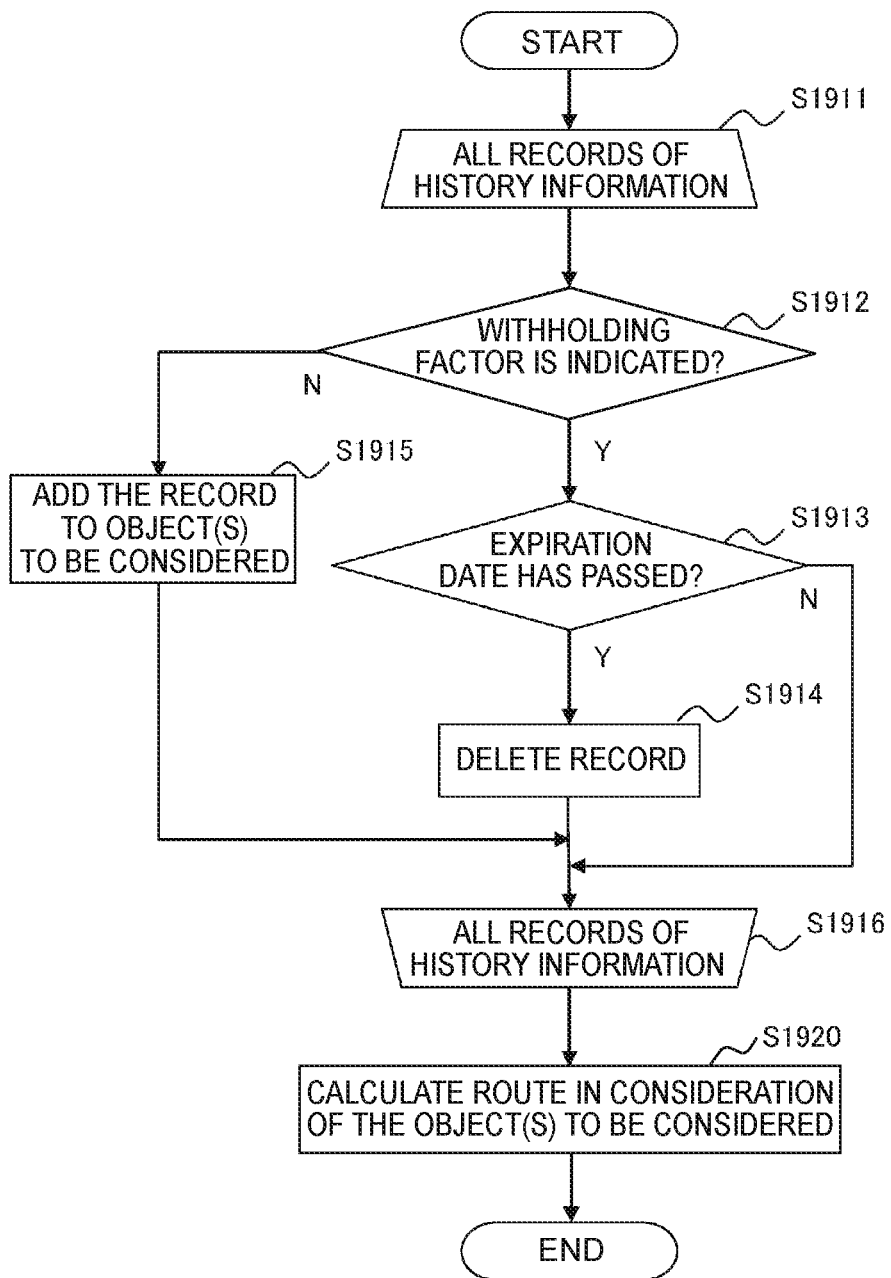 START
S1911
ALL RECORDS OF
HISTORY INFORMATION
S1912
WITHHOLDING
FACTOR IS INDICATED?
N
Y
S1915
ADD THE RECORD
TO OBJECT(S)
TO BE CONSIDERED
S1913
EXPIRATION
DATE HAS PASSED?
N
Y
S1914
DELETE RECORD
S1916
ALL RECORDS OF
HISTORY INFORMATION
S1920
CALCULATE ROUTE IN CONSIDERATION
OF THE OBJECT(S) TO BE CONSIDERED
END